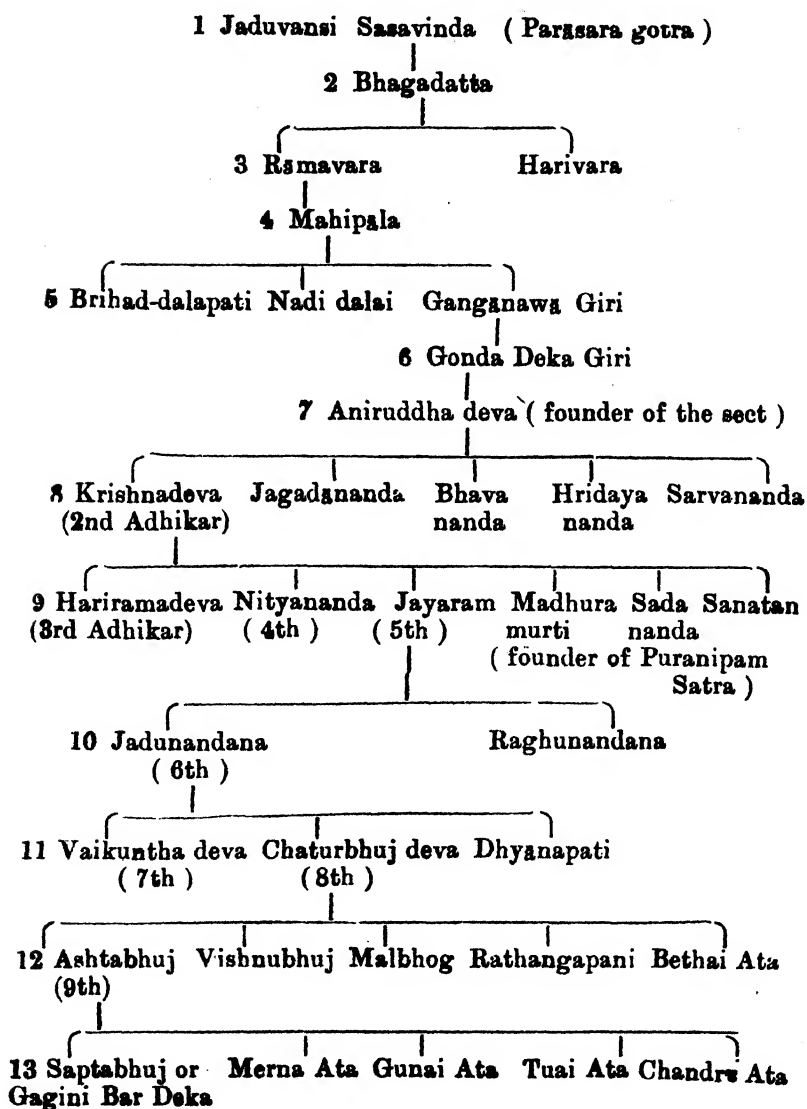 1 Jaduvansi Sasavinda ( Parasara gotra )
2 Bhagadatta
3 Ramavara Harivara
4 Mahipala
5 Brihad-dalapati Nadi dalai Ganganawa Giri
6 Gonda Deka Giri
7 Aniruddha deva ( founder of the sect )
8 Krishnadeva Jagadananda Bhava Hridaya Sarvananda
(2nd Adhikar) nanda nanda
9 Hariramadeva Nityananda Jayaram Madhura Sada Sanatan
(3rd Adhikar) ( 4th ) ( 5th ) murti nanda
( founder of Puranipam
Satra )
10 Jadunandana Raghunandana
( 6th )
11 Vaikuntha deva Chaturbhuj deva Dhyanapati
( 7th ) (8th)
12 Ashtabhuj Vishnubhuj Malbhog Rathangapani Bethai Ata
(9th)
13 Saptabhuj or Merna Ata Gunai Ata Tuai Ata Chandra Ata
Gagini Bar Deka